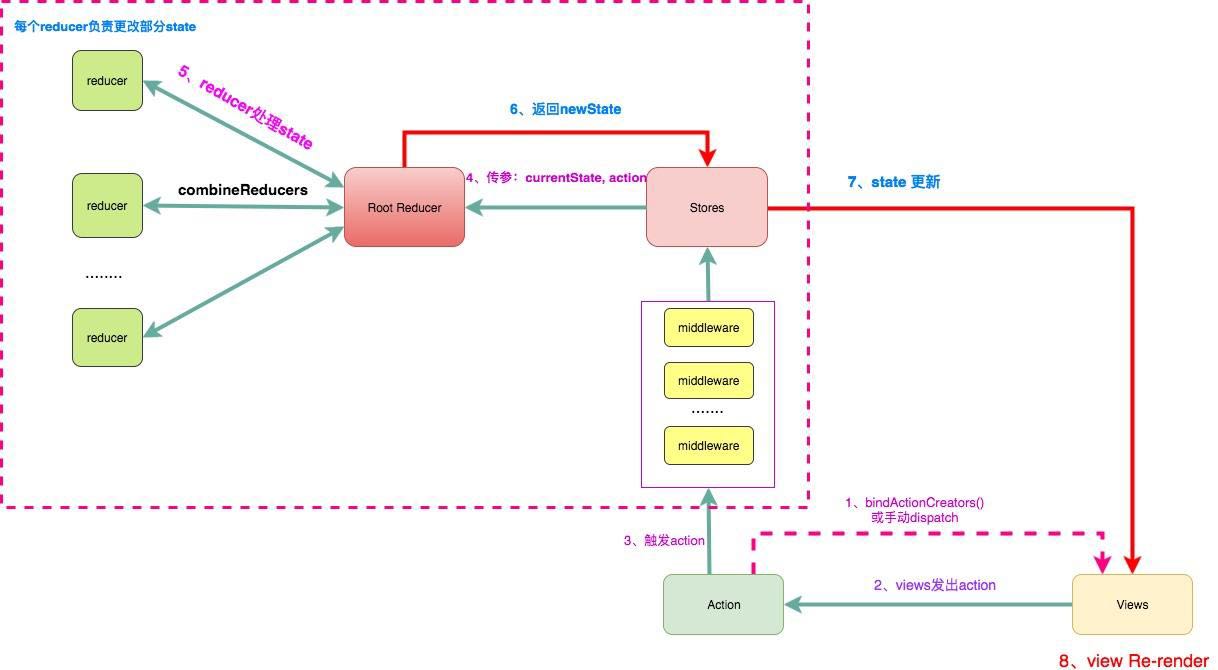 每个reducer负责更改部分state
reducer
5、reducer处理state
6、返回newState
combineReducers
4、传参：currentState, action
7、state 更新
reducer
Root Reducer
Stores
........
reducer
middleware
middleware
.......
middleware
1、bindActionCreators()
或手动dispatch
3、触发action
2、views发出action
Action
Views
8、view Re-render